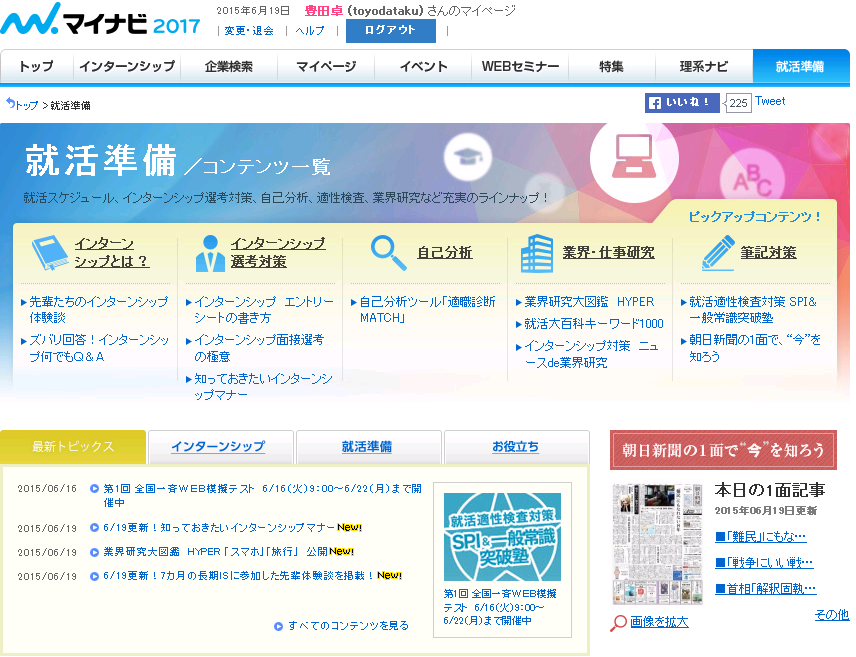 マイナビ 2017
2015年6月19日 豊田卓 (toyodataku) さんのマイページ
| 変更・退会 | ヘルプ | ログアウト |
トップ インターンシップ 企業検索 マイページ イベント WEBセミナー 特集 理系ナビ 就活準備
トップ >就活準備
いいね！ 225 Tweet
就活準備 ／コンテンツ一覧
ABC
就活スケジュール、インターンシップ選考対策、自己分析、適性検査、業界研究など充実のラインナップ！
ピックアップコンテンツ！
インターン
シップとは？
先輩たちのインターンシップ
体験談
ズバリ回答！インターンシッ
プ何でもQ＆A
インターンシップ
選考対策
インターンシップ エントリー
シートの書き方
インターンシップ面接選考
の極意
知っておきたいインターンシ
ップマナー
自己分析
自己分析ツール「適職診断
MATCH」
業界・仕事研究
業界研究大図鑑 HYPER
就活大百科キーワード1000
インターンシップ対策 ニュ
ースde業界研究
筆記対策
就活適性検査対策 SPI＆
一般常識突破塾
朝日新聞の1面で、“今”を
知ろう
最新トピックス インターンシップ 就活準備 お役立ち
2015/06/16 第1回 全国一斉WEB模擬テスト 6/16(火)9:00～6/22(月)まで開
催中
2015/06/19 6/19更新！知っておきたいインターンシップマナー New!
2015/06/19 業界研究大図鑑 HYPER 「スマホ」「旅行」 公開 New!
2015/06/19 6/19更新！7カ月の長期ISに参加した先輩体験談を掲載！ New!
すべてのコンテンツを見る
就活適性検査対策
SPI&一般常識
突破塾
第1回 全国一斉WEB模擬
テスト 6/16(火)9:00～
6/22(月)まで開催中
朝日新聞の1面で“今”を知ろう
本日の1面記事
2015年06月19日更新
■「難民」にもな…
■「戦争にいい戦…
■首相「解釈固執…
その他
画像を拡大